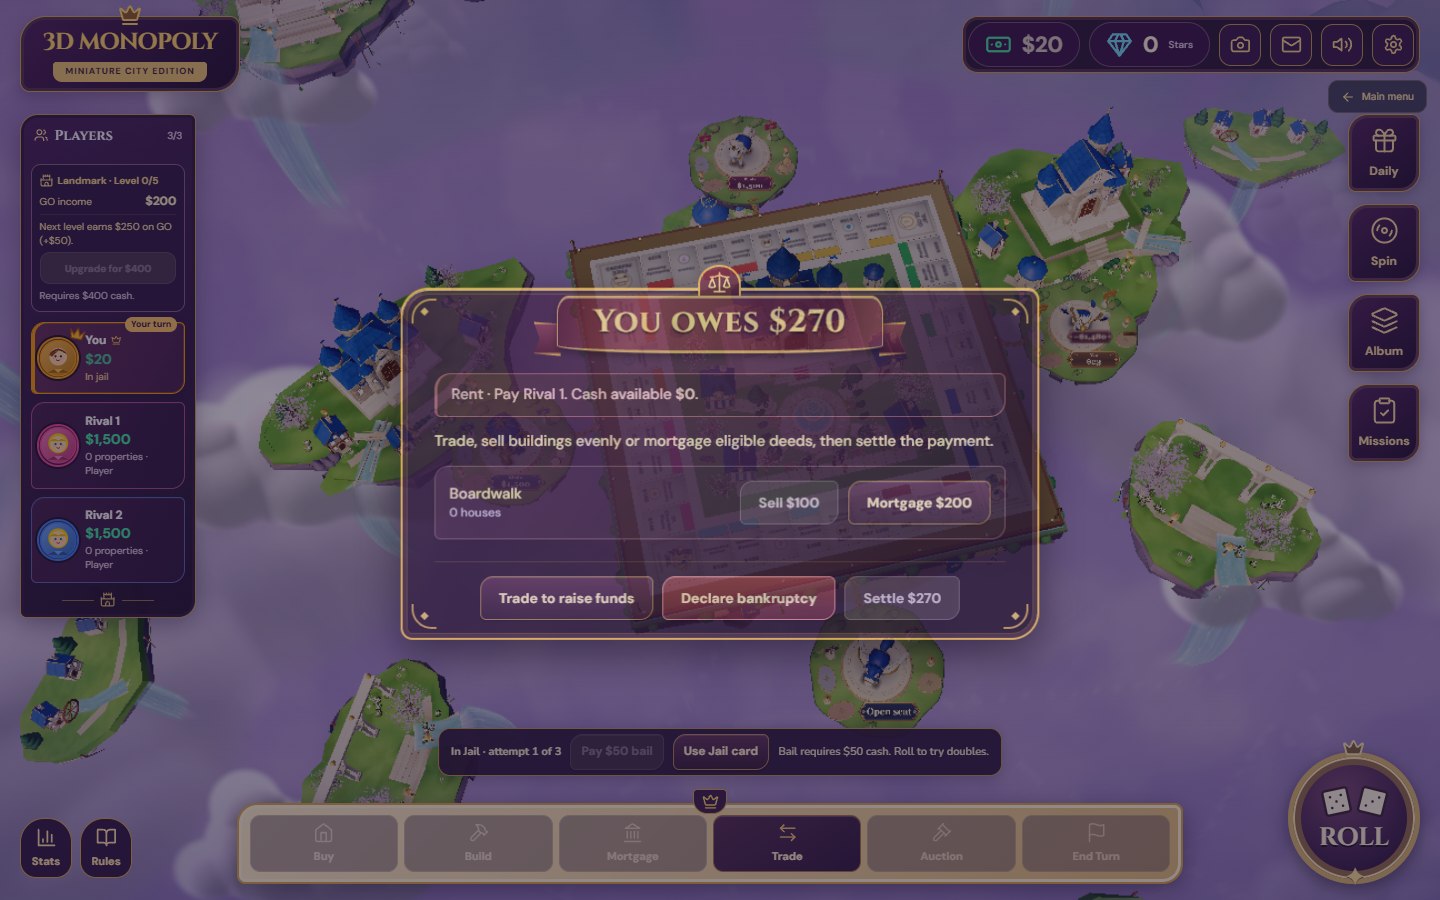 3D MONOPOLY
MINIATURE CITY EDITION
$20
0 Stars
Main menu
PLAYERS 3/3
Landmark · Level 0/5
GO income $200
Next level earns $250 on GO
(+$50).
Upgrade for $400
Requires $400 cash.
Your turn
You
$20
In jail
Rival 1
$1,500
0 properties ·
Player
Rival 2
$1,500
0 properties ·
Player
Daily
Spin
Album
Missions
YOU OWES $270
Rent · Pay Rival 1. Cash available $0.
Trade, sell buildings evenly or mortgage eligible deeds, then settle the payment.
Boardwalk
0 houses
Sell $100
Mortgage $200
Trade to raise funds
Declare bankruptcy
Settle $270
Open seat
In Jail · attempt 1 of 3
Pay $50 bail
Use Jail card
Bail requires $50 cash. Roll to try doubles.
Stats
Rules
Buy
Build
Mortgage
Trade
Auction
End Turn
ROLL